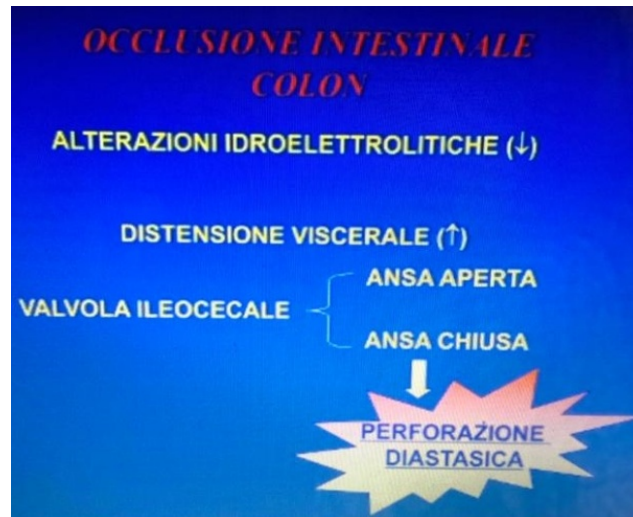 OCCLUSIONE INTESTINALE
COLON
ALTERAZIONI IDROELETTROLITICHE (↓)
DISTENSIONE VISCERALE (↑)
VALVOLA ILEOCECALE
ANSA APERTA
ANSA CHIUSA
PERFORAZIONE
DIASTASICA